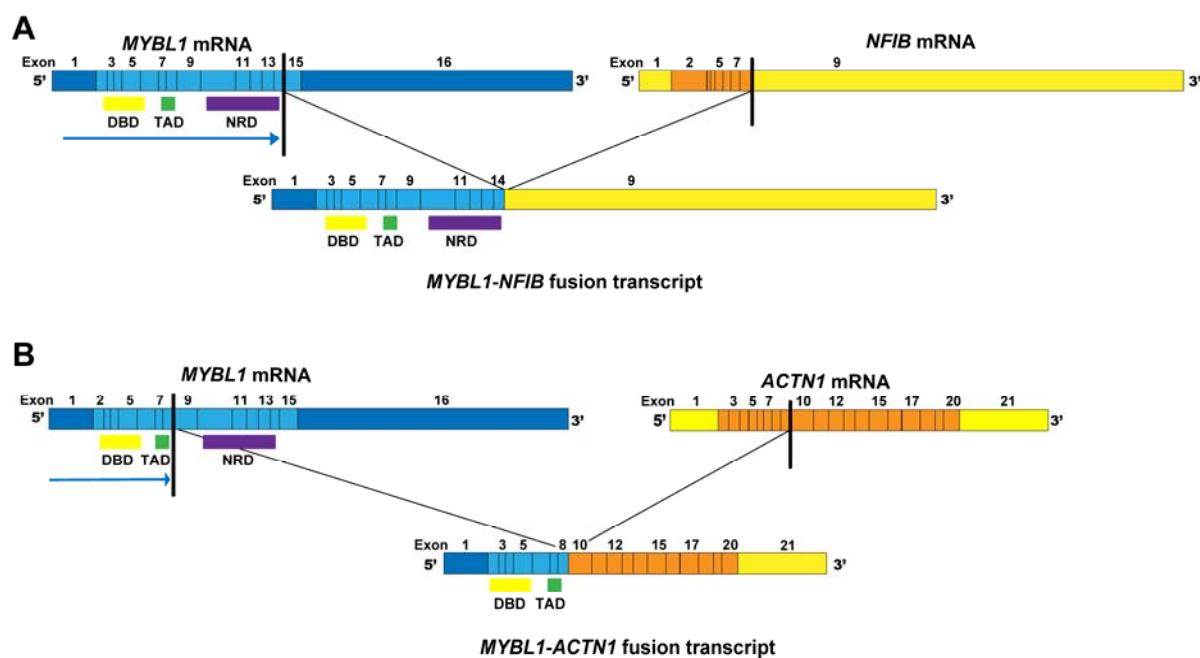 A
MYBL1 mRNA
NFIB mRNA
Exon 1 3 5 7 9 11 13 15 16
Exon 1 2 5 7 9
5' 3'
5' 3'
DBD TAD NRD
Exon 1 3 5 7 9 11 14 9
5' 3'
DBD TAD NRD
MYBL1-NFIB fusion transcript
B
MYBL1 mRNA
ACTN1 mRNA
Exon 1 2 5 7 9 11 13 15 16
Exon 1 3 5 7 10 12 15 17 20 21
5' 3'
5' 3'
DBD TAD NRD
Exon 1 3 5 8 10 12 15 17 20 21
5' 3'
DBD TAD
MYBL1-ACTN1 fusion transcript